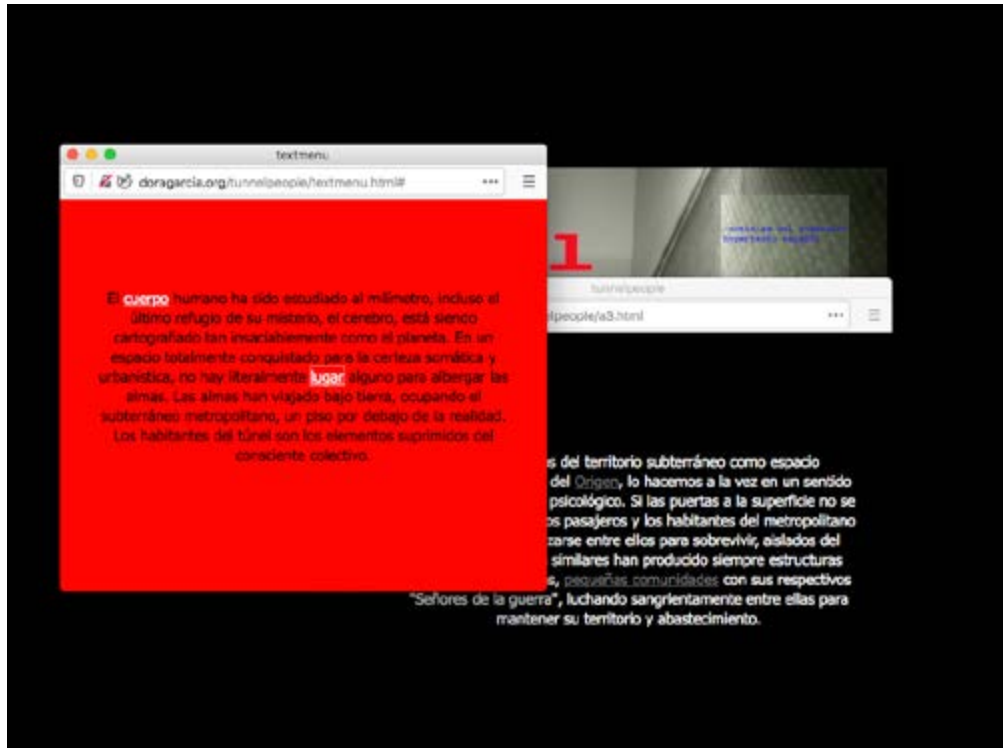 textmenu
doragarcia.org/tunnelpeople/textmenu.html#
El cuerpo humano ha sido estudiado al milímetro, incluso el
último refugio de su misterio, el cerebro, está siendo
cartografiado tan insaciablemente como el planeta. En un
espacio totalmente conquistado para la certeza somática y
urbanística, no hay literalmente lugar alguno para albergar las
almas. Las almas han viajado bajo tierra, ocupando el
subterráneo metropolitano, un piso por debajo de la realidad.
Los habitantes del túnel son los elementos suprimidos del
consciente colectivo.
1
tunnelpeople
lpeople/a3.html
s del territorio subterráneo como espacio
del Origen, lo hacemos a la vez en un sentido
psicológico. Si las puertas a la superficie no se
os pasajeros y los habitantes del metropolitano
zarse entre ellos para sobrevivir, aislados del
similares han producido siempre estructuras
s, pequeñas comunidades con sus respectivos
"Señores de la guerra", luchando sangrientamente entre ellas para
mantener su territorio y abastecimiento.